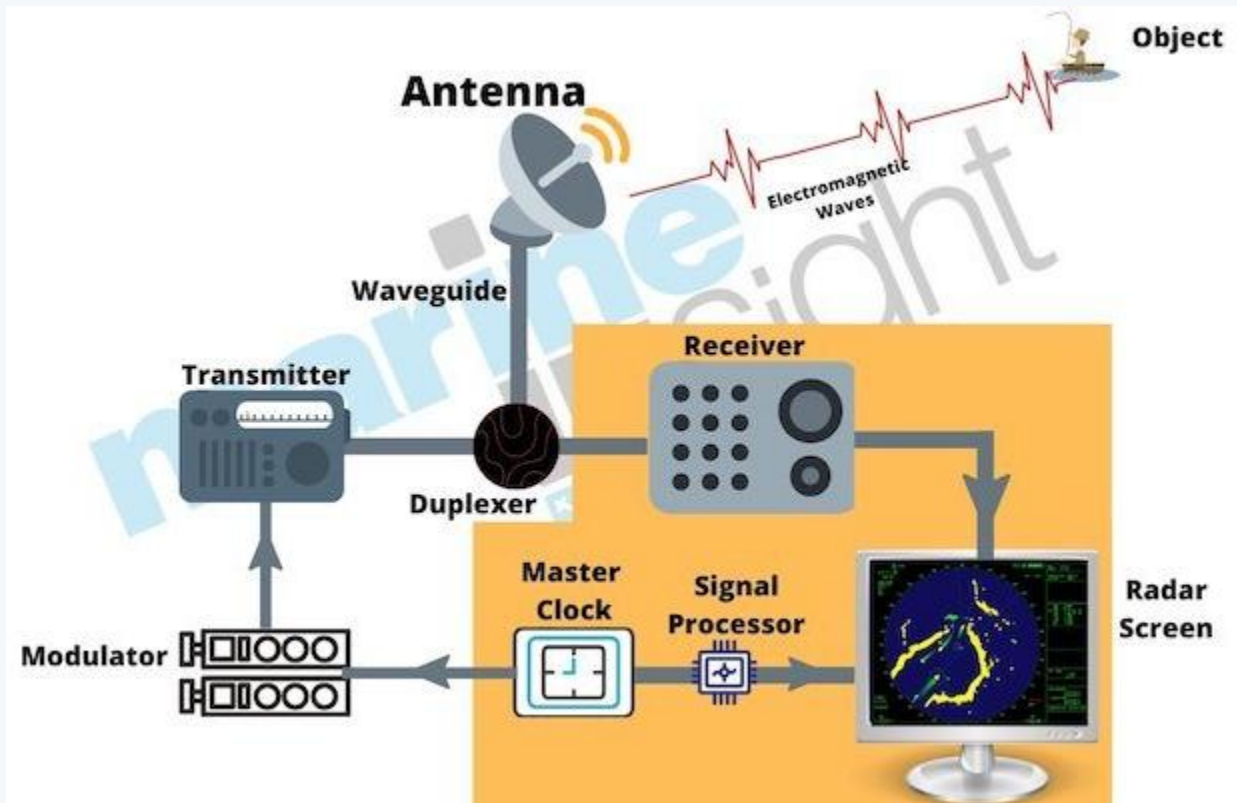 Object
Antenna
Electromagnetic
Waves
marine
insight
Waveguide
Receiver
Transmitter
Duplexer
Master
Clock
Signal
Processor
Radar
Screen
Modulator